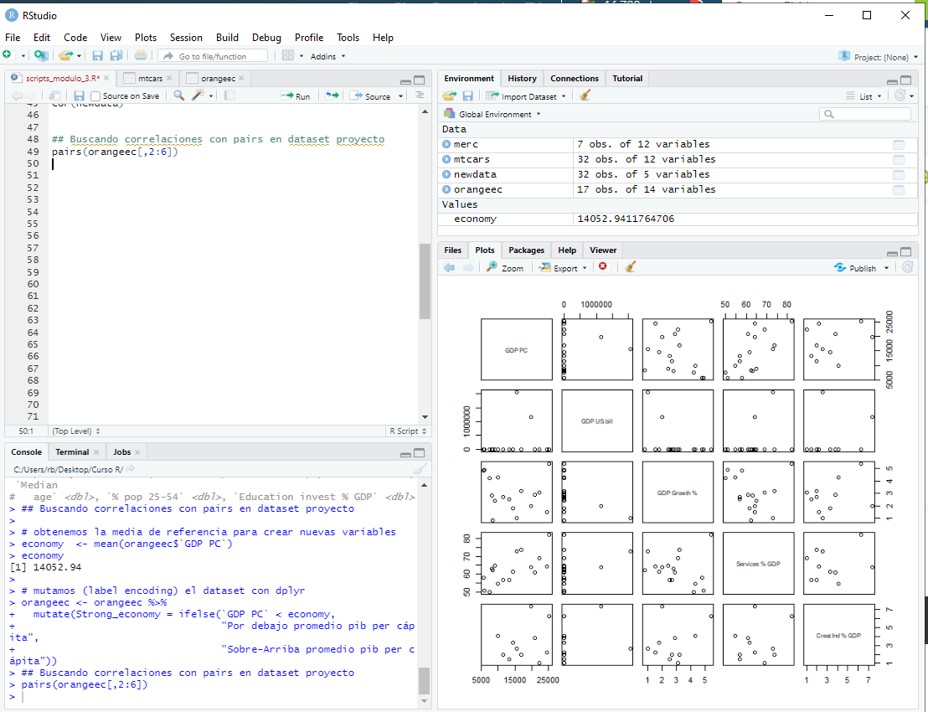 RStudio
File Edit Code View Plots Session Build Debug Profile Tools Help
Go to file/function Addins Project: (None)
scripts_modulo_3.R* mtcars orangeec
Source on Save Run Source
45 cor(newdata)
46
47
48 ## Buscando correlaciones con pairs en dataset proyecto
49 pairs(orangeec[,2:6])
50
51
52
53
54
55
56
57
58
59
60
61
62
63
64
65
66
67
68
69
70
71
50:1 (Top Level) R Script
Console Terminal Jobs
C:/Users/rb/Desktop/Curso R/
`Median
# age` <dbl>, `% pop 25-54` <dbl>, `Education invest % GDP` <dbl>
> ## Buscando correlaciones con pairs en dataset proyecto
>
> # obtenemos la media de referencia para crear nuevas variables
> economy <- mean(orangeec$`GDP PC`)
> economy
[1] 14052.94
>
> # mutamos (label encoding) el dataset con dplyr
> orangeec <- orangeec %>%
+ mutate(Strong_economy = ifelse(`GDP PC` < economy,
+ "Por debajo promedio pib per cáp
ita",
+ "Sobre-Arriba promedio pib per c
ápita"))
> ## Buscando correlaciones con pairs en dataset proyecto
> pairs(orangeec[,2:6])
>
Environment History Connections Tutorial
Import Dataset List
Global Environment
Data
merc 7 obs. of 12 variables
mtcars 32 obs. of 12 variables
newdata 32 obs. of 5 variables
orangeec 17 obs. of 14 variables
Values
economy 14052.9411764706
Files Plots Packages Help Viewer
Zoom Export Publish
0 1000000 50 60 70 80
GDP PC
5000 15000 25000
GDP US bill
0 1000000
GDP Growth %
1 2 3 4 5
Services % GDP
50 60 70 80
Creat Ind % GDP
1 3 5 7
5000 15000 25000 1 2 3 4 5 1 3 5 7